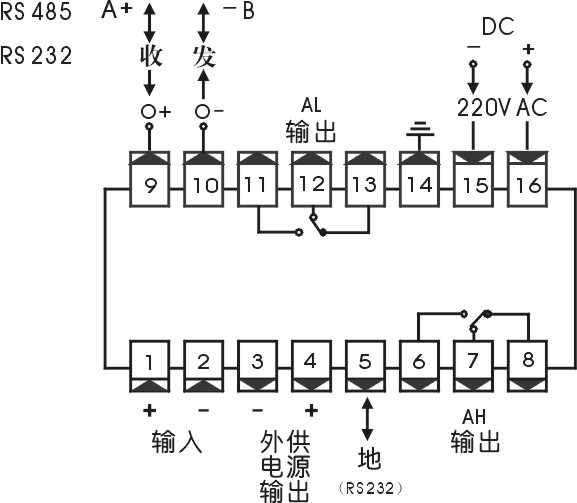 RS 485 A+ −B
DC
RS 232 收 发
− +
220V AC
+ −
AL
输出
9 10 11 12 13 14 15 16
1 2 3 4 5 6 7 8
+ − − + 
输入
外供
电源
输出
地
(RS232)
AH
输出